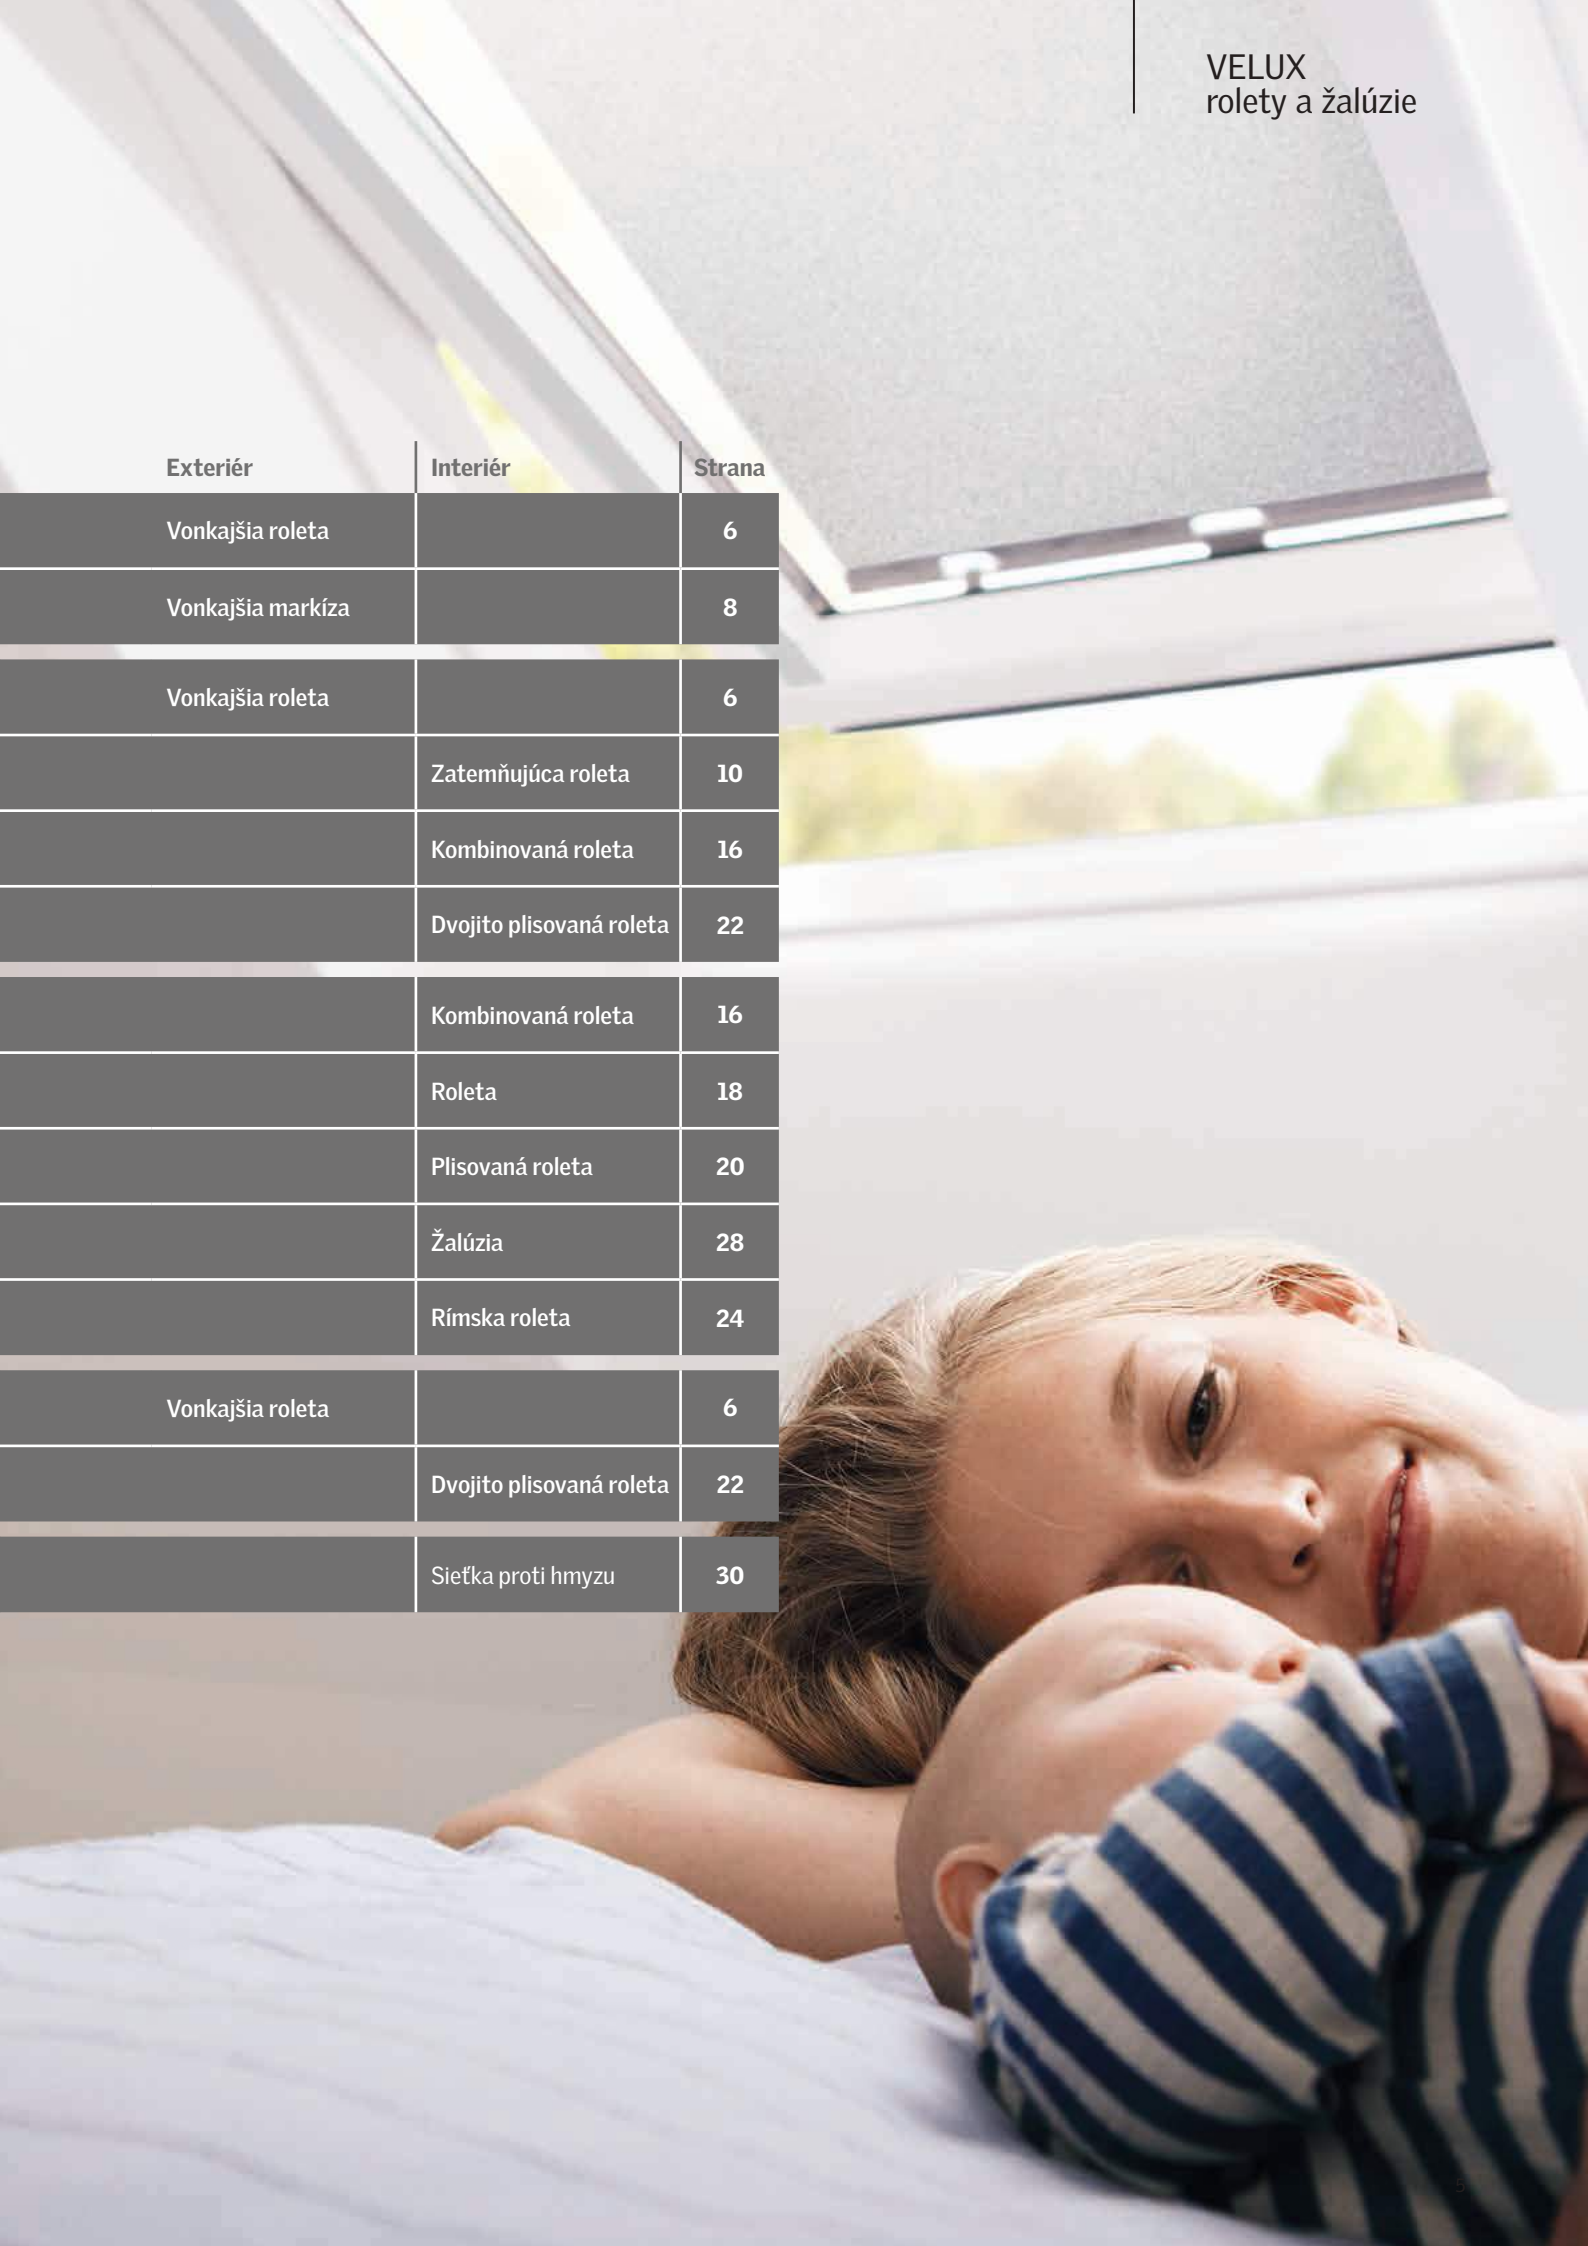 VELUX
rolety a žalúzie
Exteriér Interiér Strana
Vonkajšia roleta 6
Vonkajšia markíza 8
Vonkajšia roleta 6
Zatemňujúca roleta 10
Kombinovaná roleta 16
Dvojito plisovaná roleta 22
Kombinovaná roleta 16
Roleta 18
Plisovaná roleta 20
Žalúzia 28
Rímska roleta 24
Vonkajšia roleta 6
Dvojito plisovaná roleta 22
Sieťka proti hmyzu 30
5